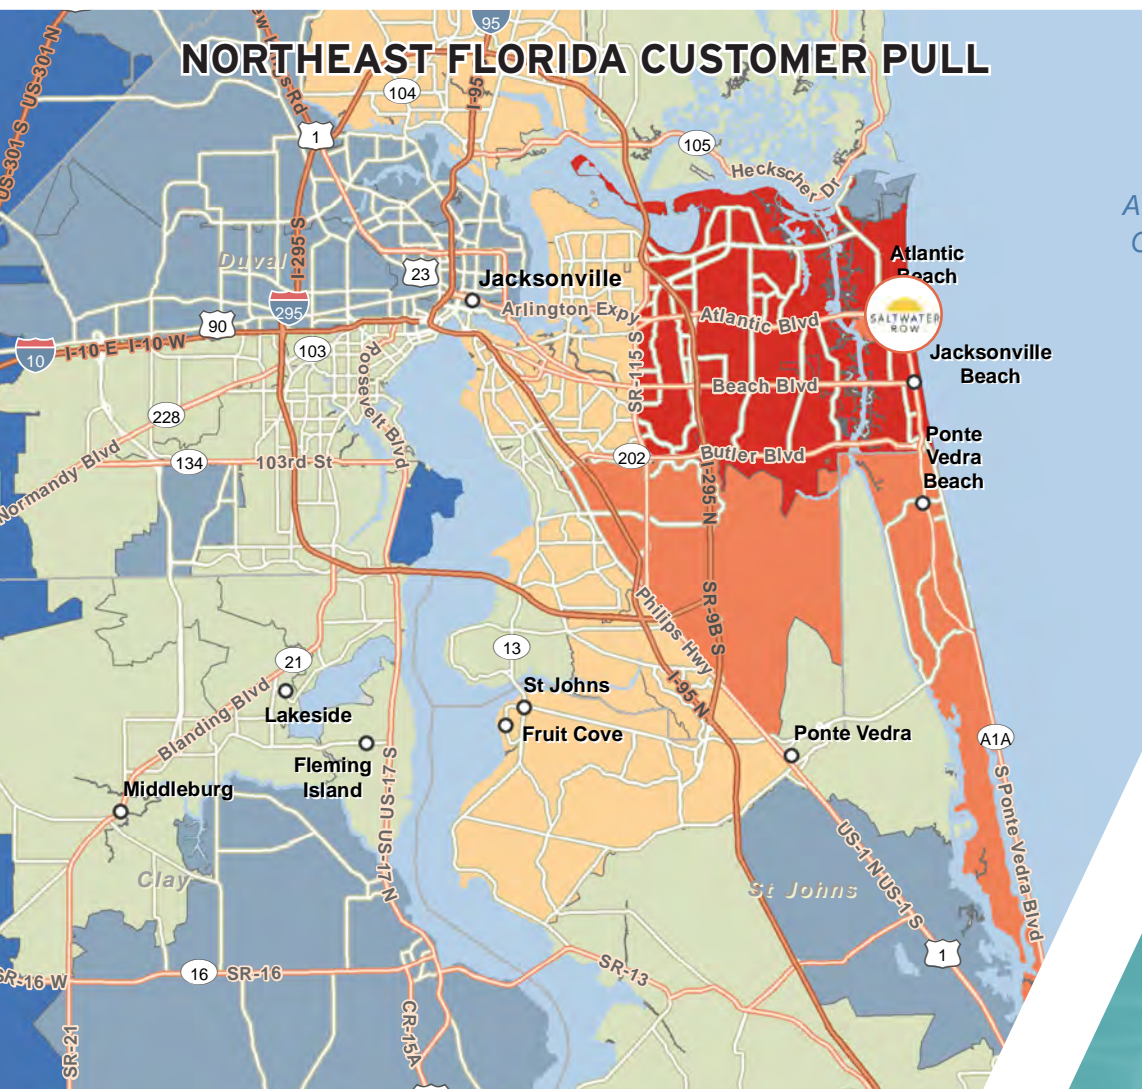 95
NORTHEAST FLORIDA CUSTOMER PULL
US-301 S US-301 N
104
I-95
1
105
Heckscher Dr
I-295 S
Duval
23
Atlantic
Beach
SALTWATER
ROW
Jacksonville
295
90
Arlington Expy
Atlantic Blvd
10
I-10 E I-10 W
103
Roosevelt Blvd
SR-115 S
Jacksonville
Beach
Beach Blvd
228
Normandy Blvd
134
103rd St
202
Butler Blvd
I-295 N
Ponte
Vedra
Beach
SR-9B S
Philips Hwy
13
I-95 N
21
Blanding Blvd
Lakeside
St Johns
Fruit Cove
Ponte Vedra
A1A
Fleming
Island
Middleburg
US-17 S
US-17 N
S Ponte Vedra Blvd
US-1 N US-1 S
Clay
St Johns
1
SR-16 W
16
SR-16
SR-13
SR-21
CR-15A